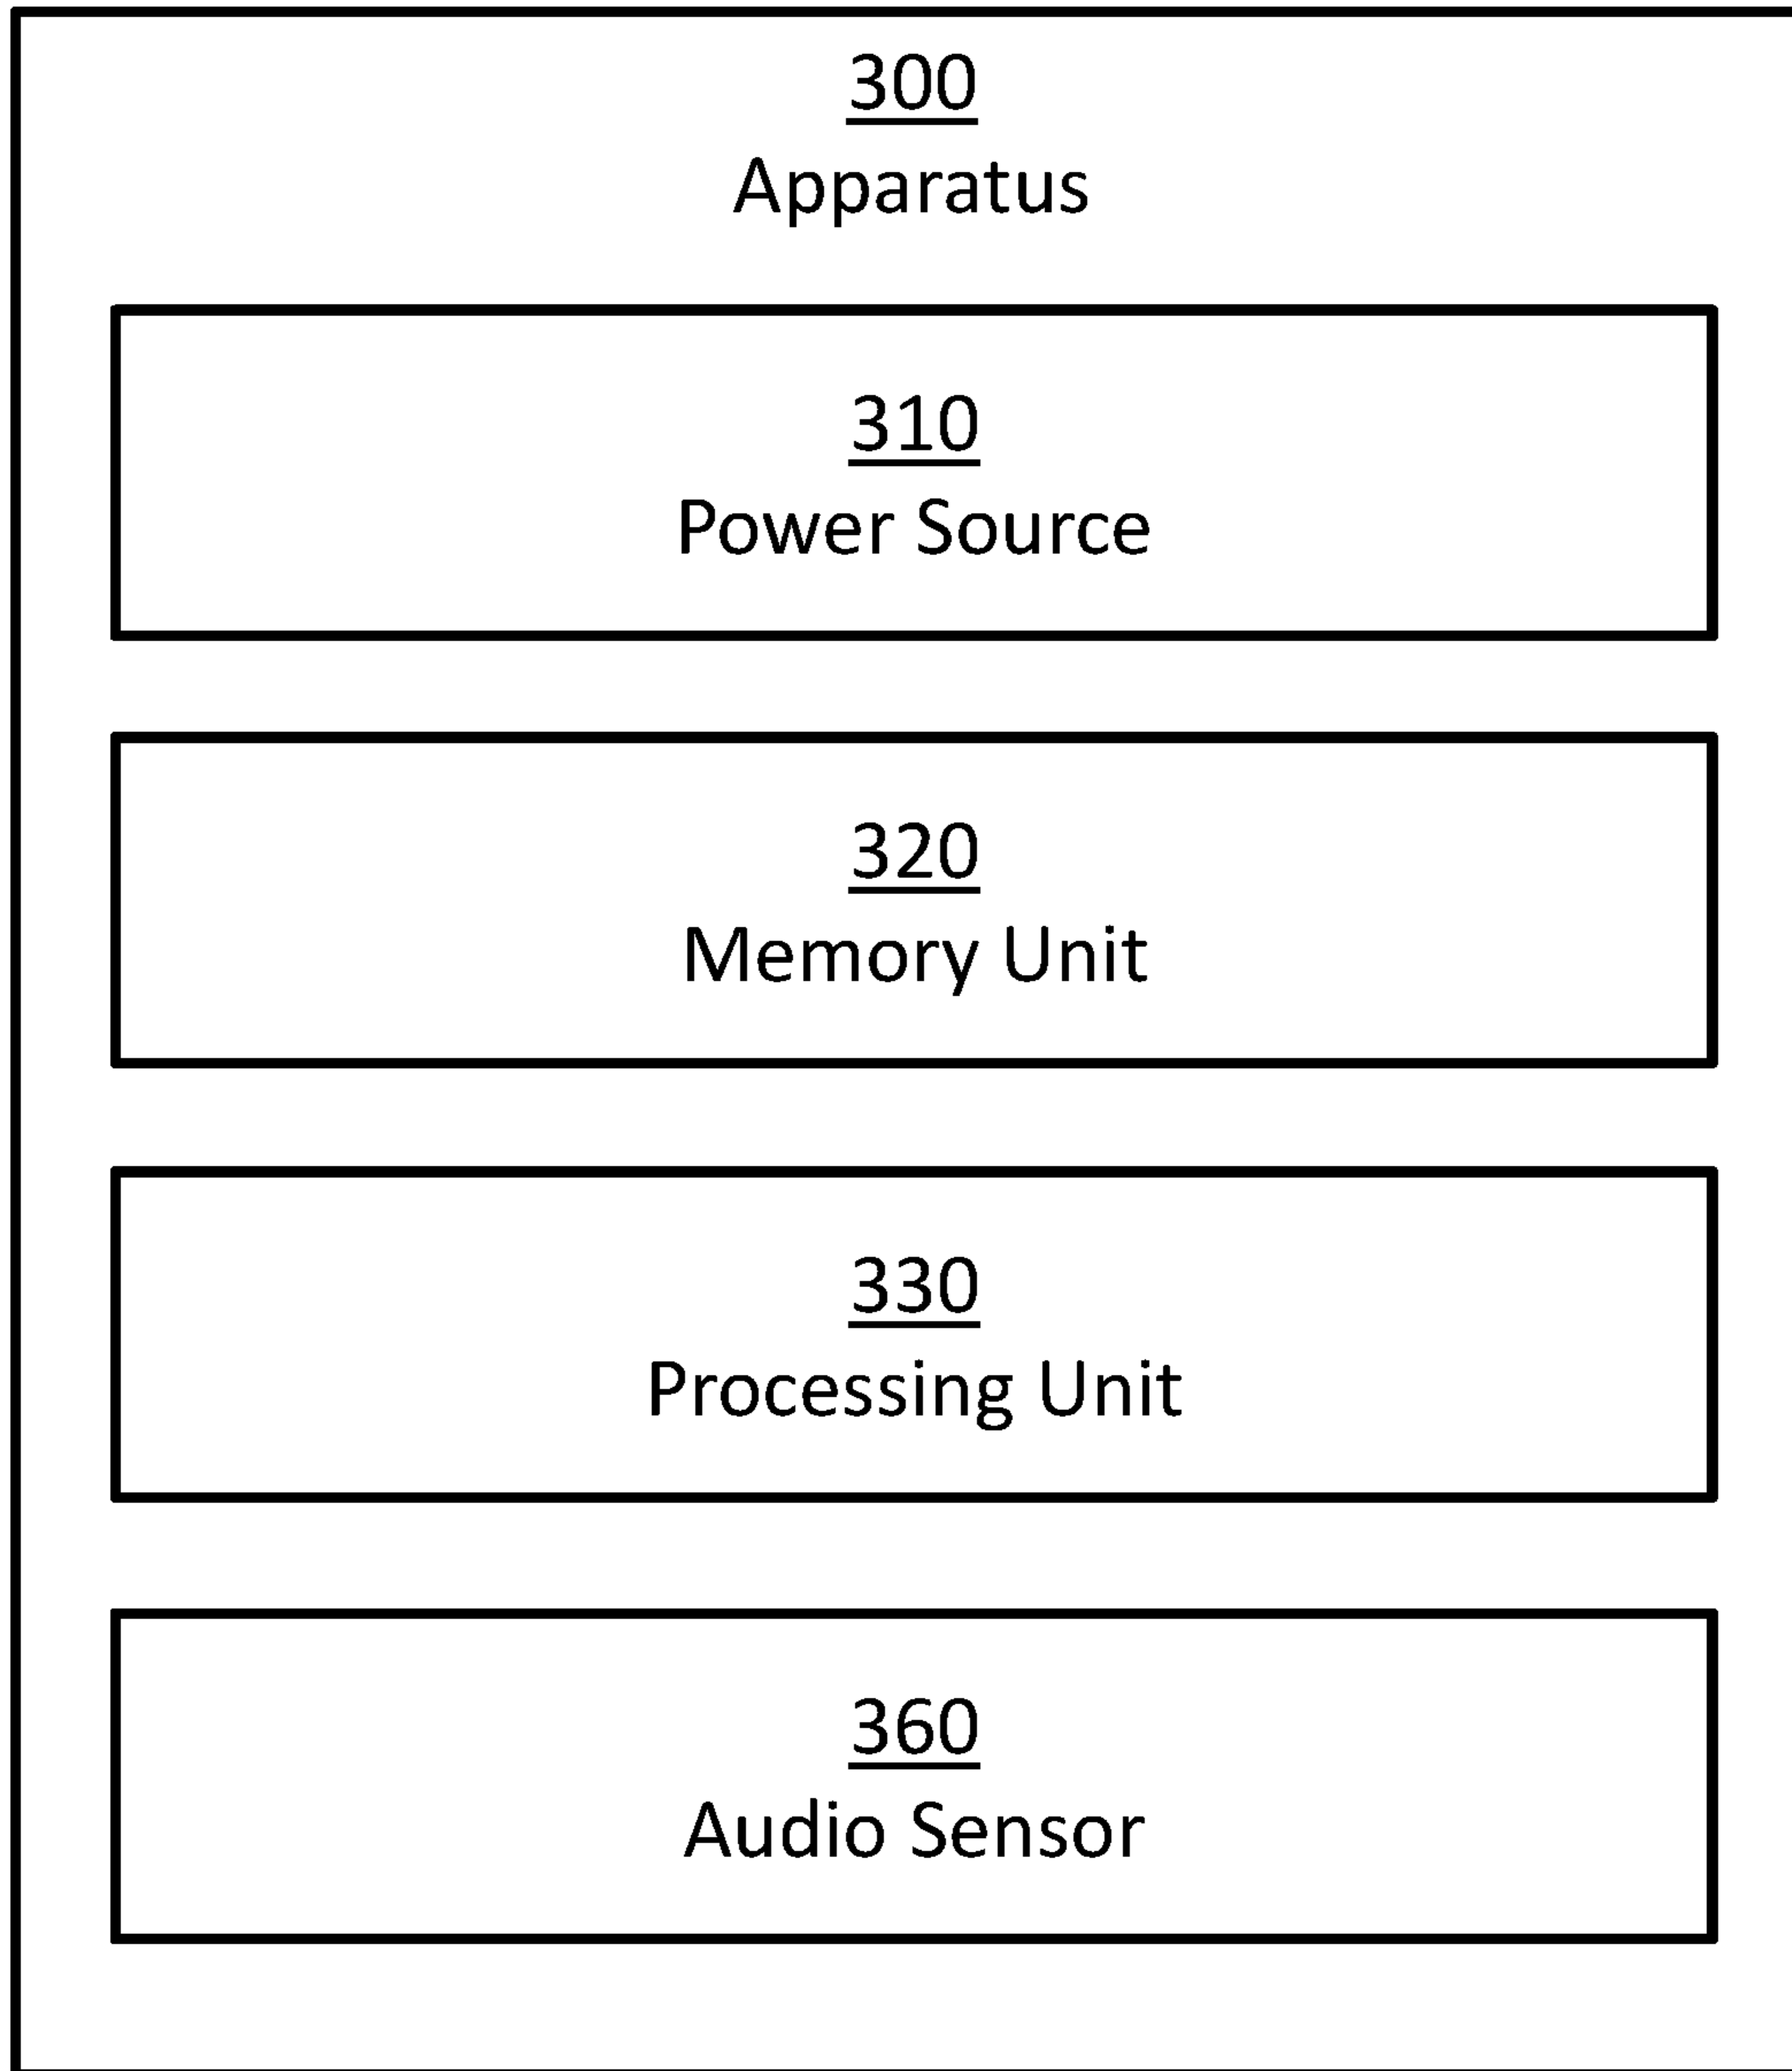 300
Apparatus
310
Power Source
320
Memory Unit
330
Processing Unit
360
Audio Sensor